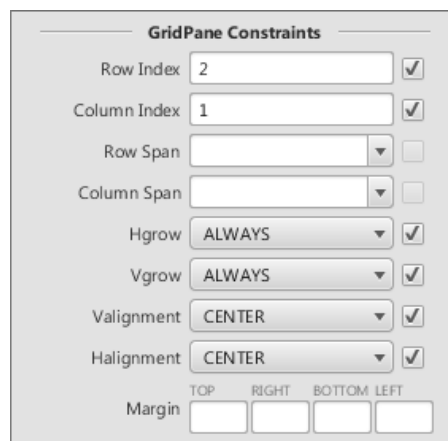 GridPane Constraints
Row Index 2
Column Index 1
Row Span
Column Span
Hgrow ALWAYS
Vgrow ALWAYS
Valignment CENTER
Halignment CENTER
TOP RIGHT BOTTOM LEFT
Margin